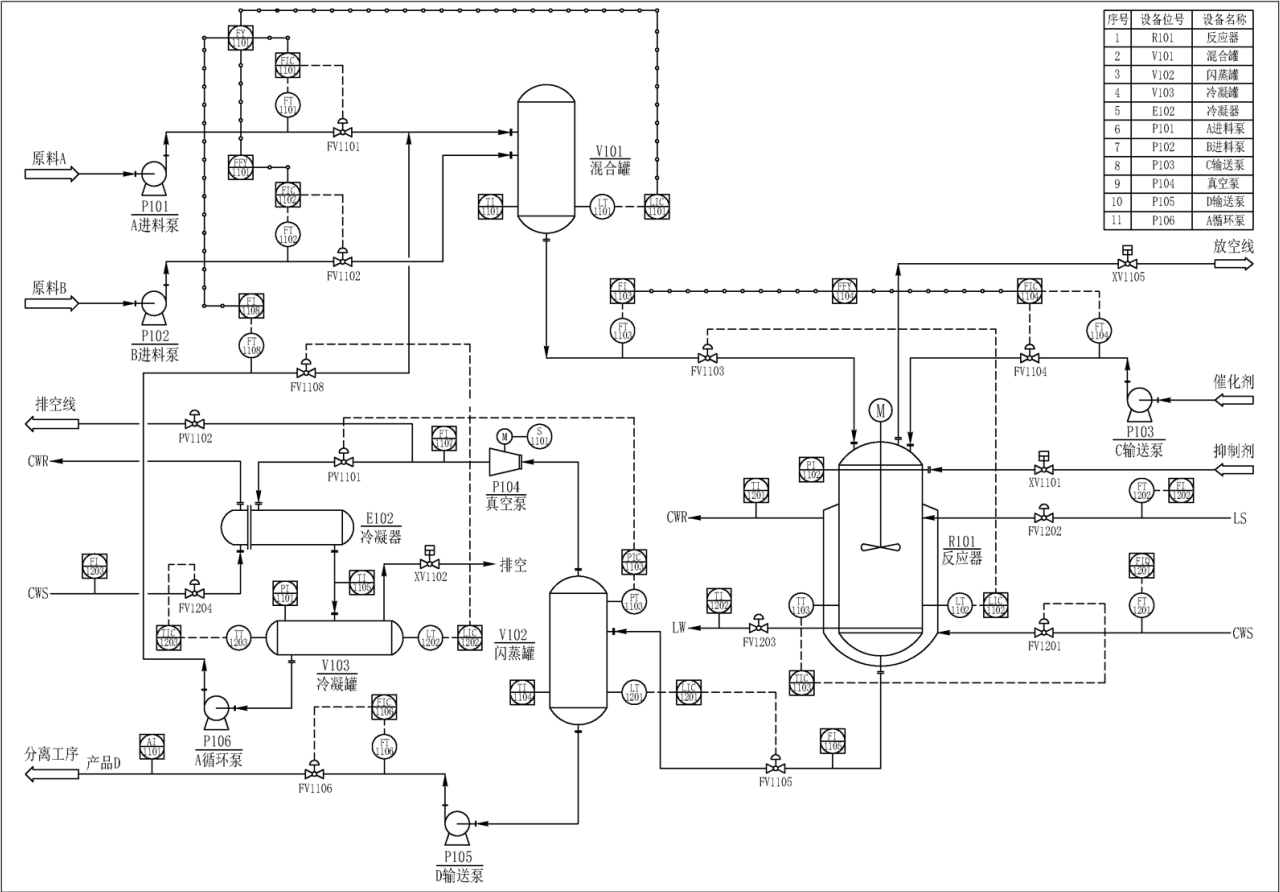 序号 设备位号 设备名称
1 R101 反应器
2 V101 混合罐
3 V102 闪蒸罐
4 V103 冷凝罐
5 E102 冷凝器
6 P101 A进料泵
7 P102 B进料泵
8 P103 C输送泵
9 P104 真空泵
10 P105 D输送泵
11 P106 A循环泵
FY
1101
FIC
1101
FT
1101
FV1101
原料A
P101
A进料泵
FFY
1101
FIC
1102
FT
1102
FV1102
V101
混合罐
TI
1101
LT
1101
LIC
1101
原料B
P102
B进料泵
FI
1108
FT
1108
FV1108
放空线
XV1105
FI
1103
FT
1103
FV1103
FFY
1104
FIC
1104
FT
1104
FV1104
催化剂
P103
C输送泵
排空线
PV1102
CWR
PV1101
FI
1107
M
S
1101
P104
真空泵
M
PI
1102
抑制剂
XV1101
TI
1201
CWR
FT
1202
FI
1202
FV1202
LS
E102
冷凝器
R101
反应器
FI
1203
CWS
FV1204
XV1102
排空
TI
1105
PI
1101
PIC
1103
PT
1103
TIC
1203
TT
1203
LT
1202
LIC
1202
V103
冷凝罐
V102
闪蒸罐
TI
1202
LW
FV1203
TT
1103
LT
1102
LIC
1102
FIC
1201
FT
1201
FV1201
CWS
TIC
1103
TI
1104
LT
1201
LIC
1201
P106
A循环泵
FIC
1106
FT
1106
FV1106
AI
1101
分离工序
产品D
FI
1105
FV1105
P105
D输送泵